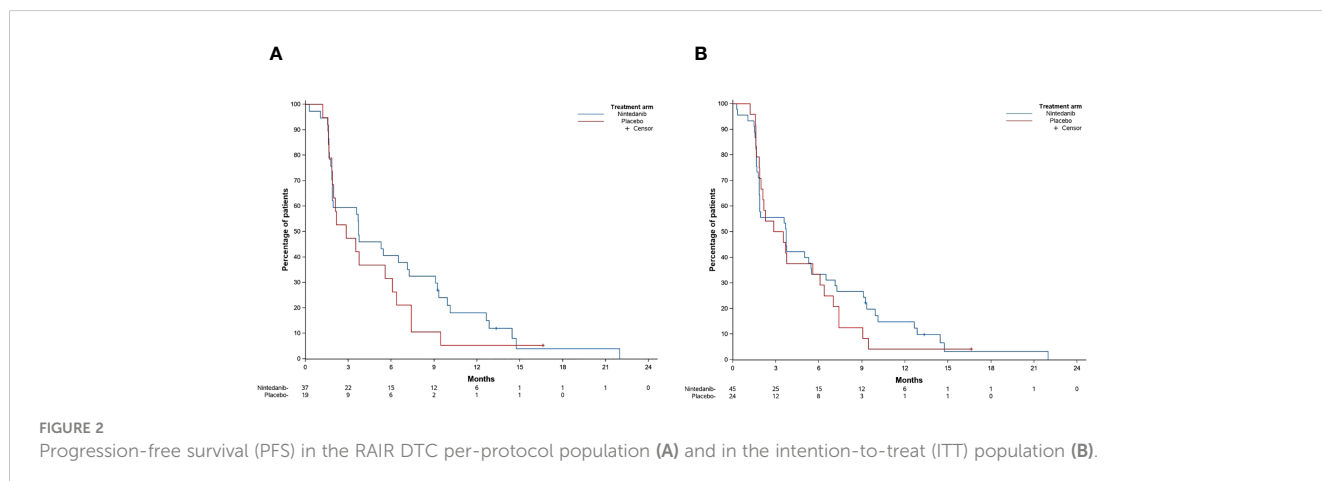 A
B
100
90
80
70
60
50
40
30
20
10
0
Percentage of patients
Treatment arm
Nintedanib
Placebo
+ Censor
0 3 6 9 12 15 18 21 24
Months
Nintedanib- 37 22 15 12 6 1 1 1 0
Placebo- 19 9 6 2 1 1 0
100
90
80
70
60
50
40
30
20
10
0
Percentage of patients
Treatment arm
Nintedanib
Placebo
+ Censor
0 3 6 9 12 15 18 21 24
Months
Nintedanib- 45 25 15 12 6 1 1 1 0
Placebo- 24 12 8 3 1 1 0
FIGURE 2
Progression-free survival (PFS) in the RAIR DTC per-protocol population (A) and in the intention-to-treat (ITT) population (B).